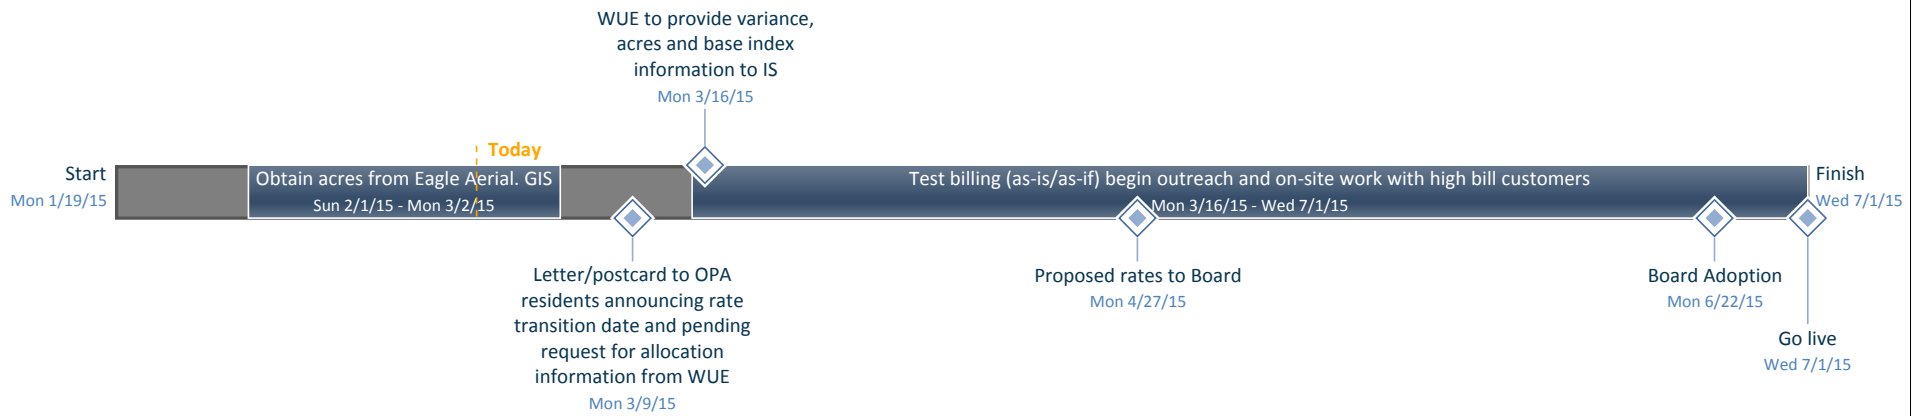 WUE to provide variance,
acres and base index
information to IS
Mon 3/16/15
Today
Start
Mon 1/19/15
Obtain acres from Eagle Aerial. GIS
Sun 2/1/15 - Mon 3/2/15
Test billing (as-is/as-if) begin outreach and on-site work with high bill customers
Mon 3/16/15 - Wed 7/1/15
Finish
Wed 7/1/15
Letter/postcard to OPA
residents announcing rate
transition date and pending
request for allocation
information from WUE
Mon 3/9/15
Proposed rates to Board
Mon 4/27/15
Board Adoption
Mon 6/22/15
Go live
Wed 7/1/15